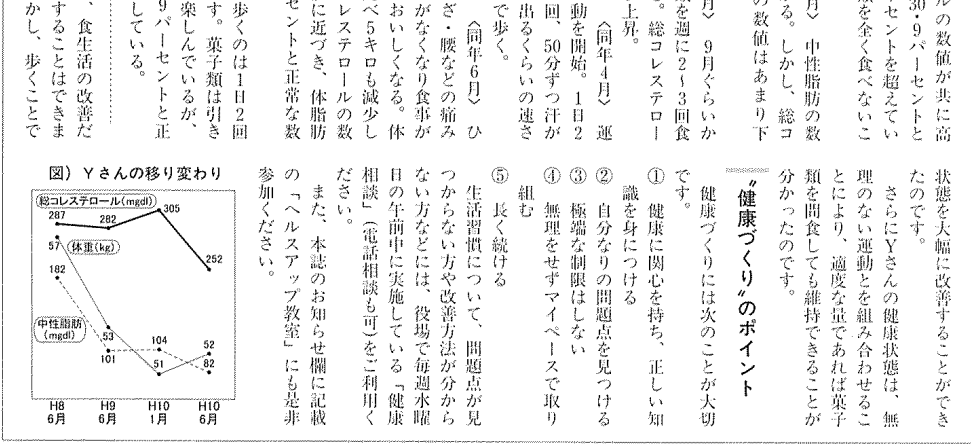 ルの数値が共に高
30・9パーセントと
セントを超えてい
を全く食べないこ
月〉 中性脂肪の数
る。しかし、総コ
の数値はあまり下
月〉 9月ぐらいか
を週に2〜3回食
。総コレステロー
上昇。
〈同年4月〉 運
動を開始。1日2
回、50分ずつ汗が
出るくらいの速さ
で歩く。
〈同年6月〉 ひ
ざ・腰などの痛み
がなくなり食事が
おいしくなる。体
べ5キロも減少し
レステロールの数
に近づき、体脂肪
セントと正常な数
歩くのは1日2回
す。菓子類は引き
楽しんでいるが、
9パーセントと正
している。
、食生活の改善だ
することはできま
かし、歩くことで
状態を大幅に改善することができ
たのです。
さらにYさんの健康状態は、無
理のない運動とを組み合わせるこ
とにより、適度な量であれば菓子
類を間食しても維持できることが
分かったのです。
〝健康づくり〟のポイント
健康づくりには次のことが大切
です。
① 健康に関心を持ち、正しい知
識を身につける
② 自分なりの問題点を見つける
③ 極端な制限はしない
④ 無理をせずマイペースで取り
組む
⑤ 長く続ける
生活習慣について、問題点が見
つからない方や改善方法が分から
ない方などには、役場で毎週水曜
日の午前中に実施している「健康
相談」(電話相談も可)をご利用く
ださい。
また、本誌のお知らせ欄に記載
の「ヘルスアップ教室」にも是非
参加ください。
図) Yさんの移り変わり
総コレステロール(mgdl)
287
282
305
252
体重(kg)
57
53
51
52
中性脂肪
(mgdl)
182
101
104
82
H8
6月
H9
6月
H10
1月
H10
6月